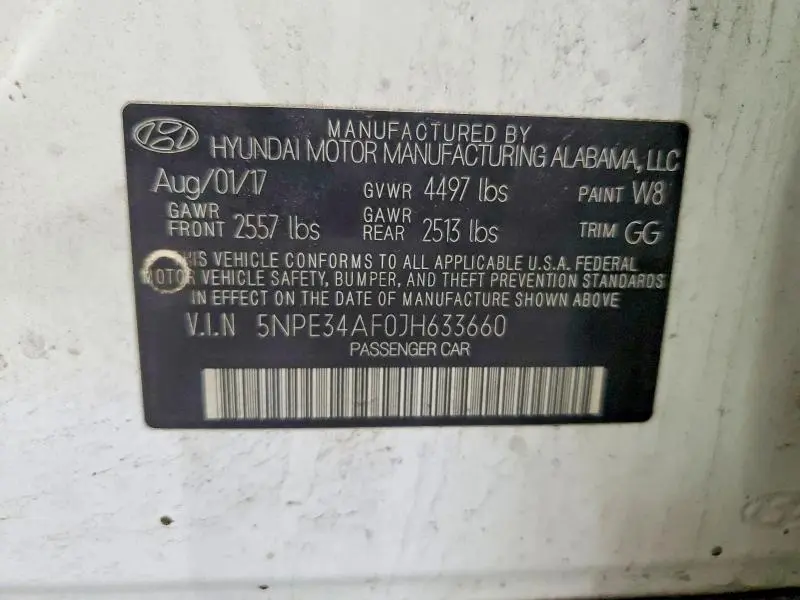 MANUFACTURED BY
HYUNDAI MOTOR MANUFACTURING ALABAMA, LLC
Aug/01/17 GVWR 4497 lbs PAINT W8
GAWR FRONT 2557 lbs GAWR REAR 2513 lbs TRIM GG
THIS VEHICLE CONFORMS TO ALL APPLICABLE U.S.A. FEDERAL
MOTOR VEHICLE SAFETY, BUMPER, AND THEFT PREVENTION STANDARDS
IN EFFECT ON THE DATE OF MANUFACTURE SHOWN ABOVE
V.I.N 5NPE34AF0JH633660
PASSENGER CAR